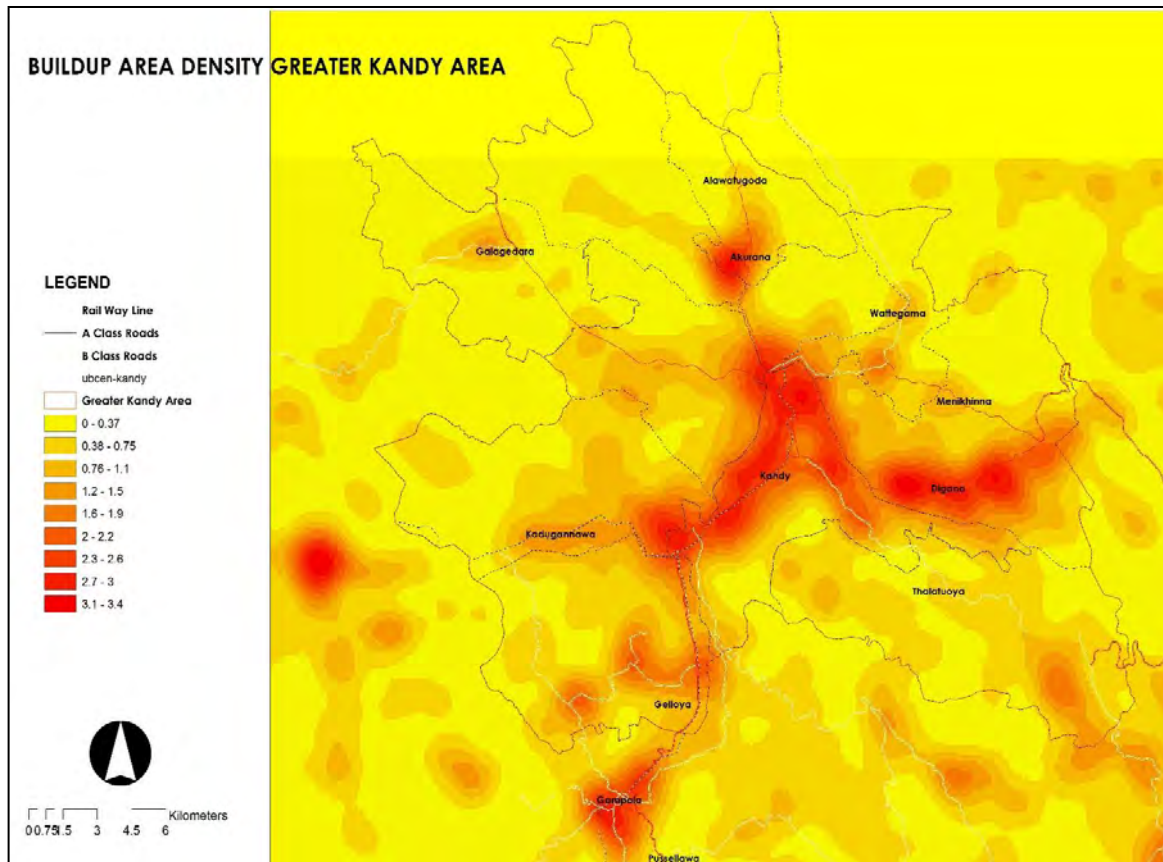 BUILDUP AREA DENSITY GREATER KANDY AREA
Alawatugoda
Galagedara
Akurana
LEGEND
Rail Way Line
A Class Roads
B Class Roads
ubcen-kandy
Greater Kandy Area
0 - 0.37
0.38 - 0.75
0.76 - 1.1
1.2 - 1.5
1.6 - 1.9
2 - 2.2
2.3 - 2.6
2.7 - 3
3.1 - 3.4
Wattegama
Menikhinna
Kandy
Digana
Kadugannawa
Thalatuoya
Gelioya
Gampola
Pussellawa
Kilometers
0 0.75 1.5 3 4.5 6